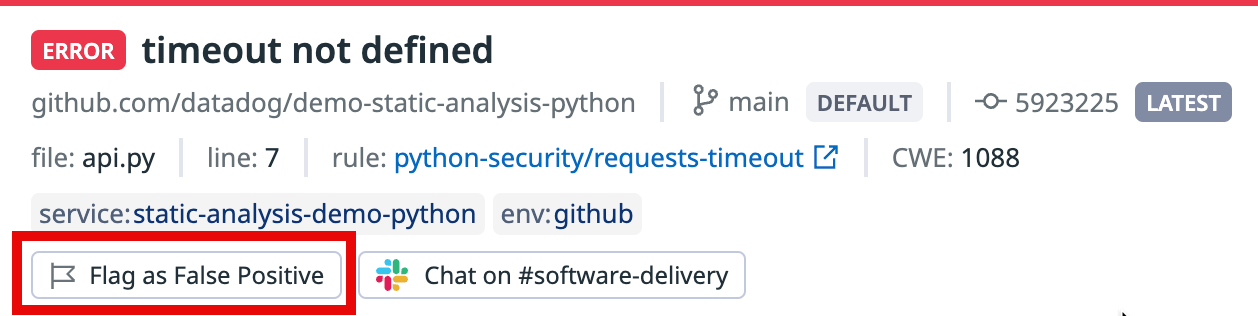 ERROR timeout not defined
github.com/datadog/demo-static-analysis-python main DEFAULT 5923225 LATEST
file: api.py line: 7 rule: python-security/requests-timeout CWE: 1088
service:static-analysis-demo-python env:github
Flag as False Positive Chat on #software-delivery